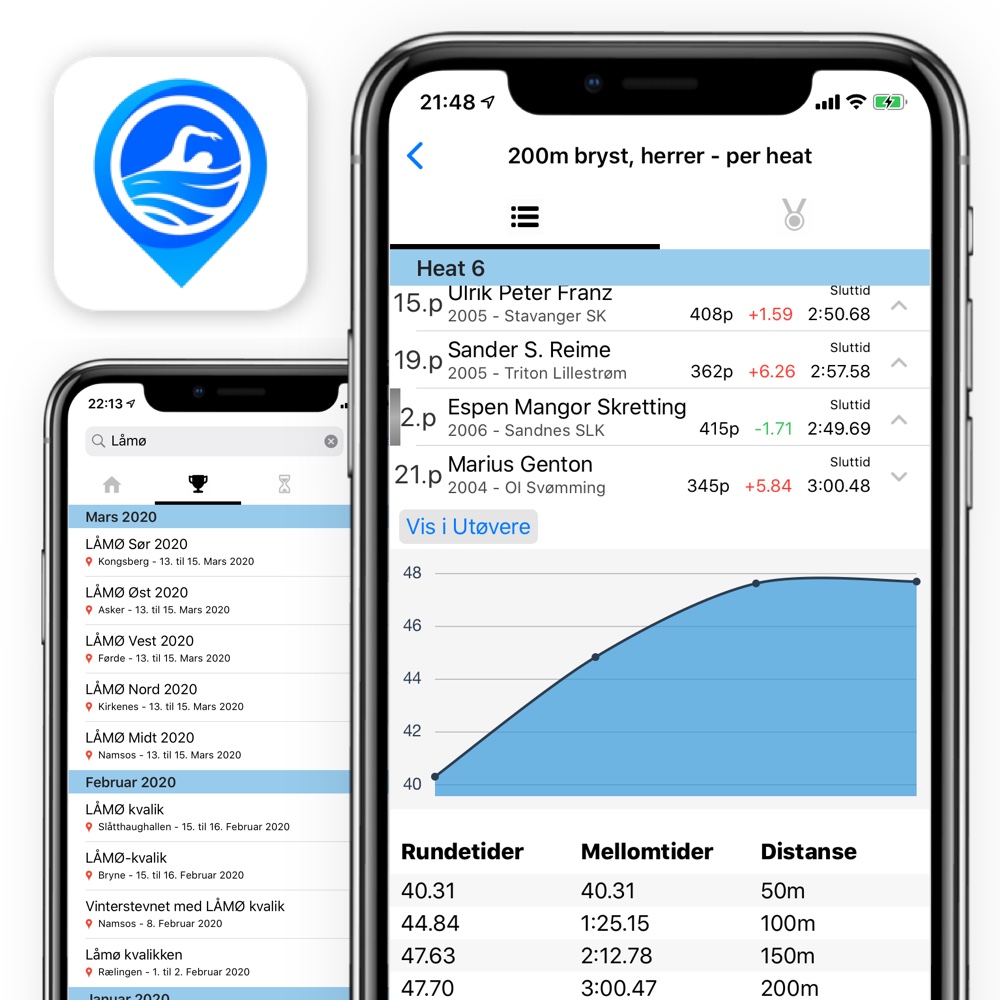 21:48
200m bryst, herrer - per heat
Heat 6
15.p Ulrik Peter Franz Sluttid
2005 - Stavanger SK 408p +1.59 2:50.68
19.p Sander S. Reime Sluttid
2005 - Triton Lillestrøm 362p +6.26 2:57.58
2.p Espen Mangor Skretting Sluttid
2006 - Sandnes SLK 415p -1.71 2:49.69
21.p Marius Genton Sluttid
2004 - OI Svømming 345p +5.84 3:00.48
Vis i Utøvere
48
46
44
42
40
Rundetider Mellomtider Distanse
40.31 40.31 50m
44.84 1:25.15 100m
47.63 2:12.78 150m
47.70 3:00.47 200m
22:13
Låmø
Mars 2020
LÅMØ Sør 2020
Kongsberg - 13. til 15. Mars 2020
LÅMØ Øst 2020
Asker - 13. til 15. Mars 2020
LÅMØ Vest 2020
Førde - 13. til 15. Mars 2020
LÅMØ Nord 2020
Kirkenes - 13. til 15. Mars 2020
LÅMØ Midt 2020
Namsos - 13. til 15. Mars 2020
Februar 2020
LÅMØ kvalik
Slåtthaughallen - 15. til 16. Februar 2020
LÅMØ-kvalik
Bryne - 15. til 16. Februar 2020
Vinterstevnet med LÅMØ kvalik
Namsos - 8. Februar 2020
Låmø kvalikken
Rælingen - 1. til 2. Februar 2020
Januar 2020